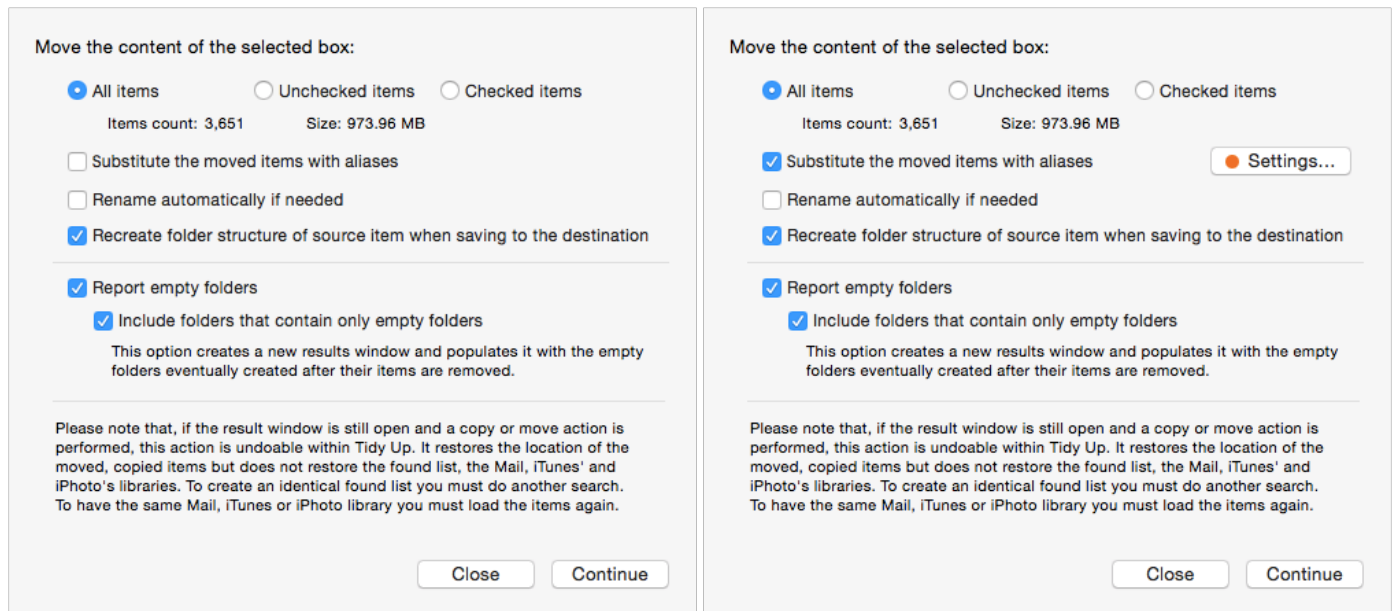 Move the content of the selected box:
All items Unchecked items Checked items
Items count: 3,651 Size: 973.96 MB
Substitute the moved items with aliases
Rename automatically if needed
Recreate folder structure of source item when saving to the destination
Report empty folders
Include folders that contain only empty folders
This option creates a new results window and populates it with the empty
folders eventually created after their items are removed.
Please note that, if the result window is still open and a copy or move action is
performed, this action is undoable within Tidy Up. It restores the location of the
moved, copied items but does not restore the found list, the Mail, iTunes' and
iPhoto's libraries. To create an identical found list you must do another search.
To have the same Mail, iTunes or iPhoto library you must load the items again.
Close Continue
Move the content of the selected box:
All items Unchecked items Checked items
Items count: 3,651 Size: 973.96 MB
Substitute the moved items with aliases Settings...
Rename automatically if needed
Recreate folder structure of source item when saving to the destination
Report empty folders
Include folders that contain only empty folders
This option creates a new results window and populates it with the empty
folders eventually created after their items are removed.
Please note that, if the result window is still open and a copy or move action is
performed, this action is undoable within Tidy Up. It restores the location of the
moved, copied items but does not restore the found list, the Mail, iTunes' and
iPhoto's libraries. To create an identical found list you must do another search.
To have the same Mail, iTunes or iPhoto library you must load the items again.
Close Continue